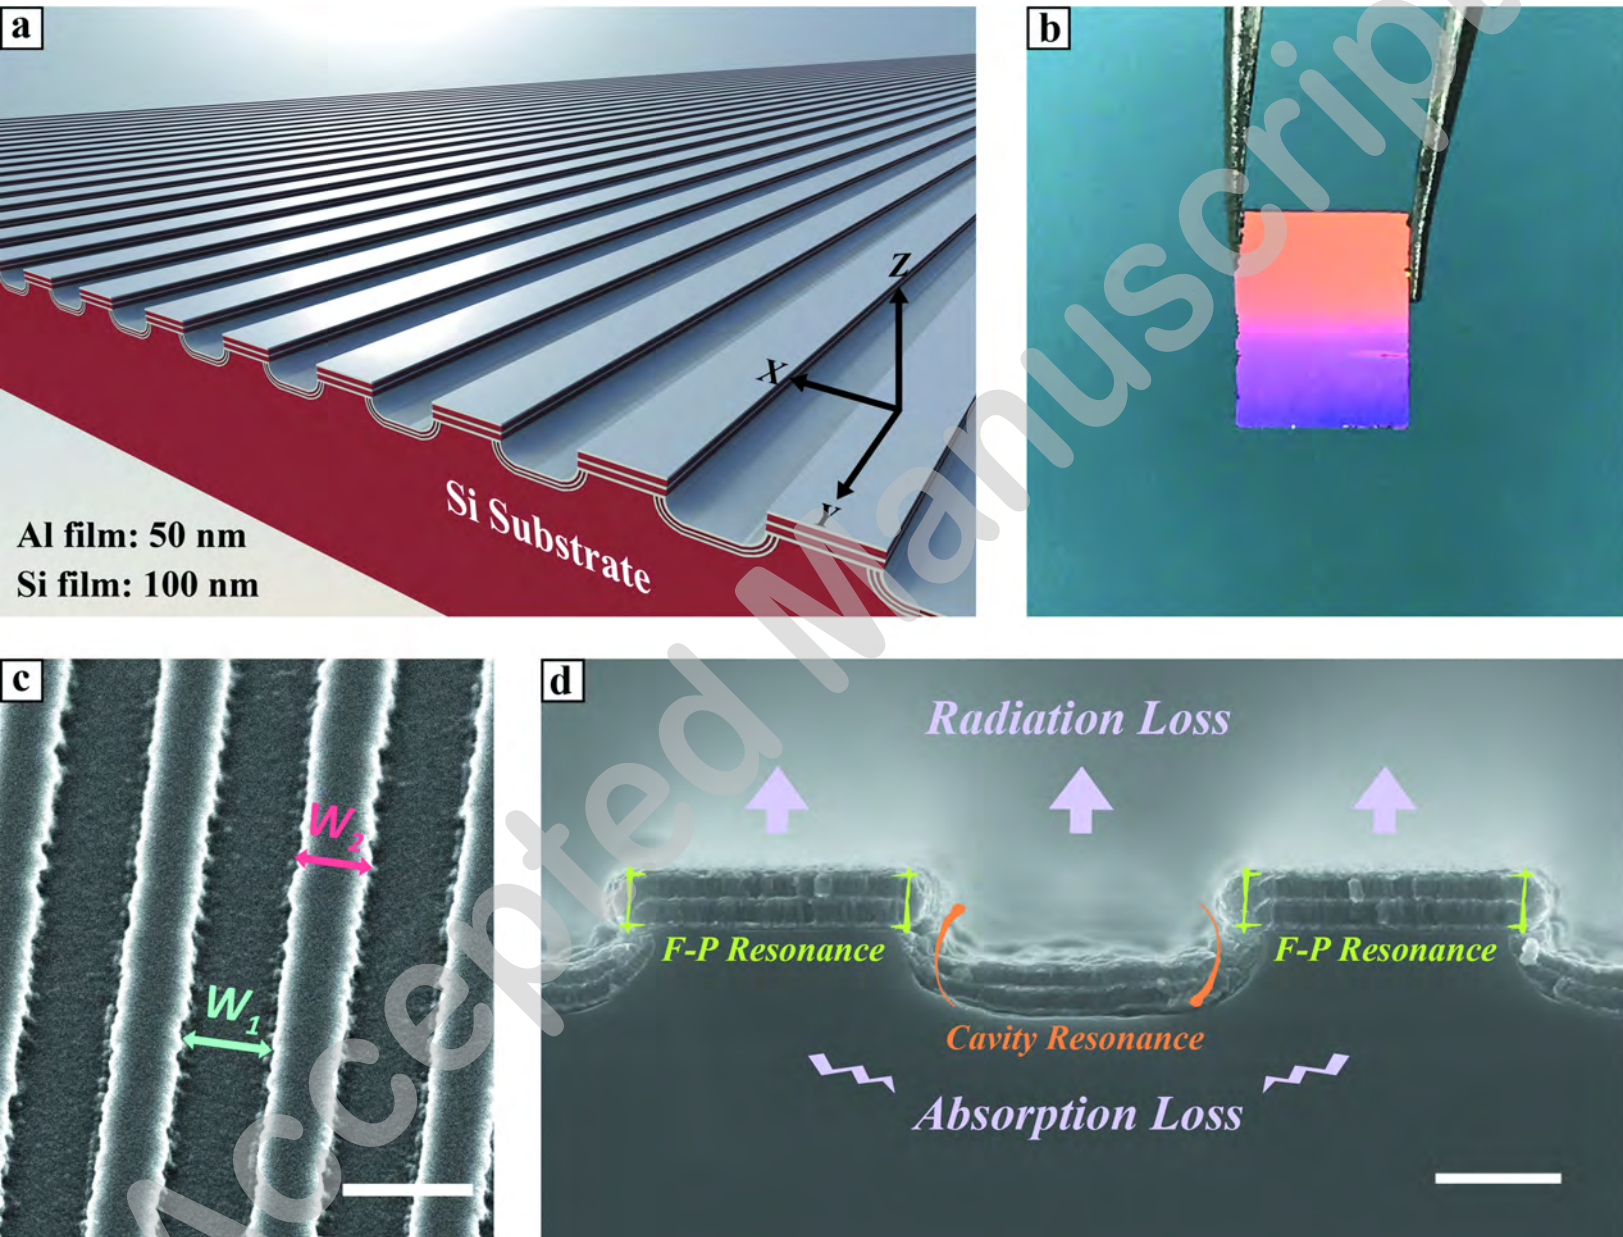 a
Z
X
Y
Si Substrate
Al film: 50 nm
Si film: 100 nm
b
c
W2
W1
d
Radiation Loss
F-P Resonance
F-P Resonance
Cavity Resonance
Absorption Loss
Accepted Manuscript